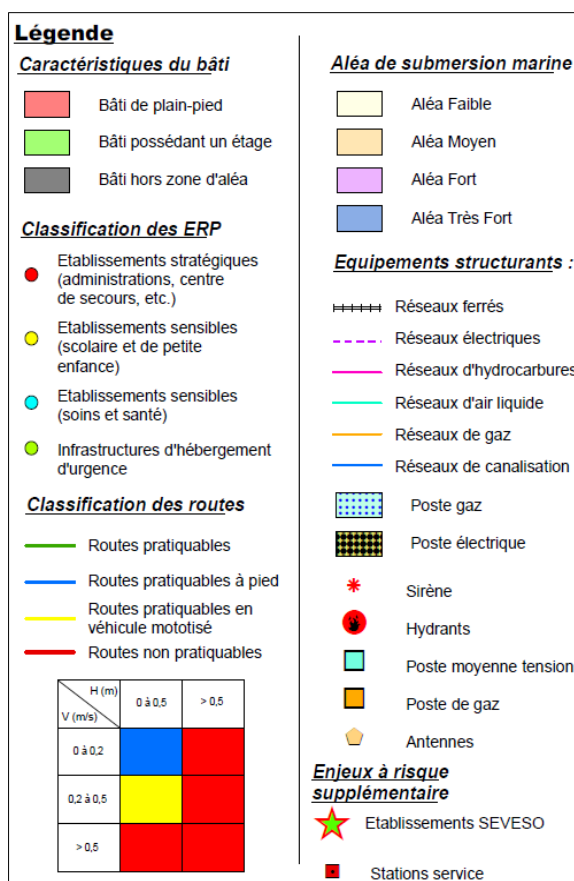 Légende
Caractéristiques du bâti
Bâti de plain-pied
Bâti possédant un étage
Bâti hors zone d'aléa
Classification des ERP
Etablissements stratégiques
(administrations, centre
de secours, etc.)
Etablissements sensibles
(scolaire et de petite
enfance)
Etablissements sensibles
(soins et santé)
Infrastructures d'hébergement
d'urgence
Classification des routes
Routes pratiquables
Routes pratiquables à pied
Routes pratiquables en
véhicule mototisé
Routes non pratiquables
H (m)
V (m/s)
0 à 0,5
> 0,5
0 à 0,2
0,2 à 0,5
> 0,5
Aléa de submersion marine
Aléa Faible
Aléa Moyen
Aléa Fort
Aléa Très Fort
Equipements structurants :
Réseaux ferrés
Réseaux électriques
Réseaux d'hydrocarbures
Réseaux d'air liquide
Réseaux de gaz
Réseaux de canalisation
Poste gaz
Poste électrique
Sirène
Hydrants
Poste moyenne tension
Poste de gaz
Antennes
Enjeux à risque
supplémentaire
Etablissements SEVESO
Stations service